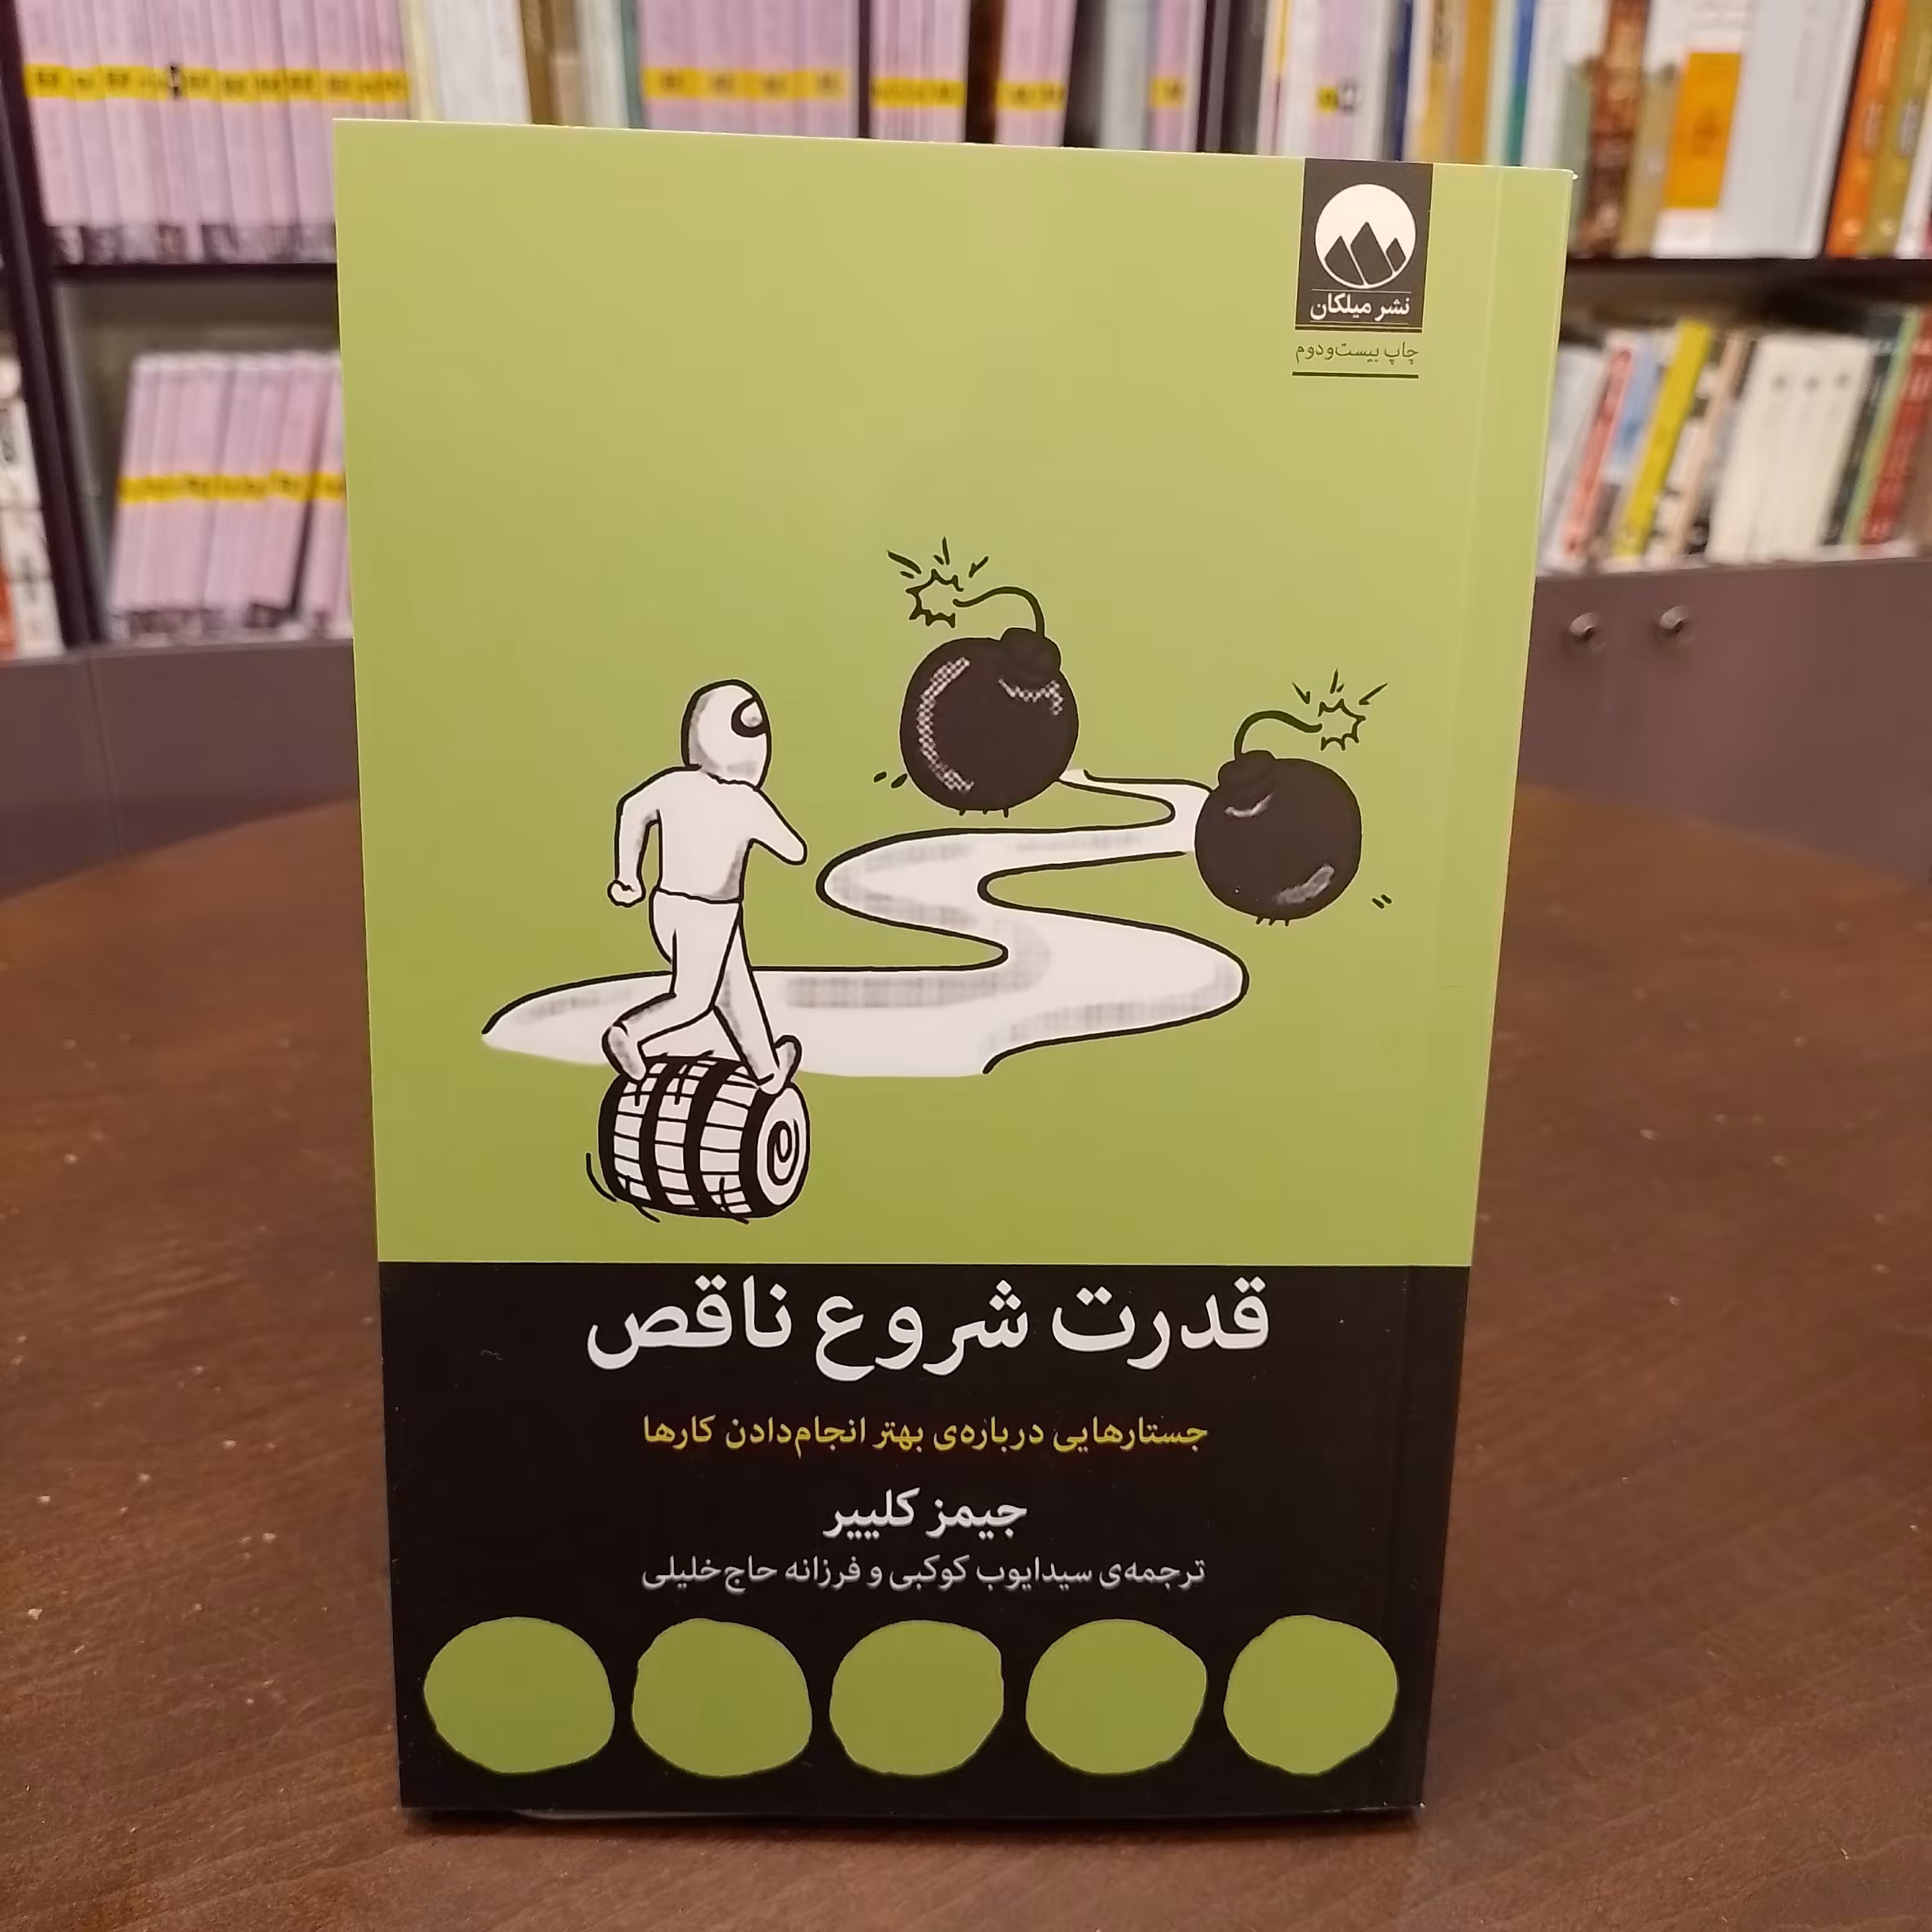 نشر میلکان
چاپ بیست‌و‌دوم
قدرت شروع ناقص
جستارهایی درباره‌ی بهتر انجام‌دادن کارها
جیمز کلییر
ترجمه‌ی سیدایوب کوکبی و فرزانه حاج‌خلیلی